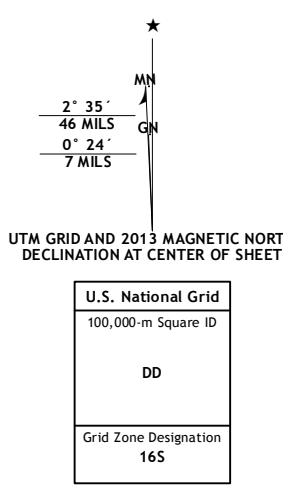 ★
MN
2° 35´
46 MILS
GN
0° 24´
7 MILS
UTM GRID AND 2013 MAGNETIC NORT
DECLINATION AT CENTER OF SHEET
U.S. National Grid
100,000-m Square ID
DD
Grid Zone Designation
16S